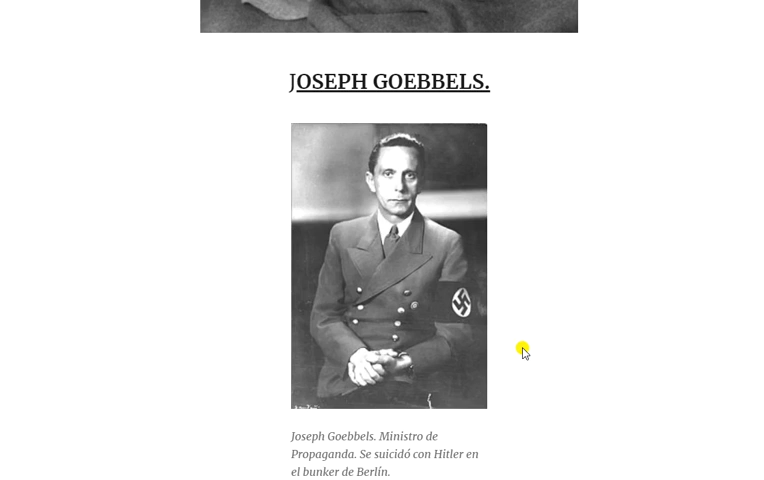 JOSEPH GOEBBELS.
Joseph Goebbels. Ministro de
Propaganda. Se suicidó con Hitler en
el bunker de Berlín.